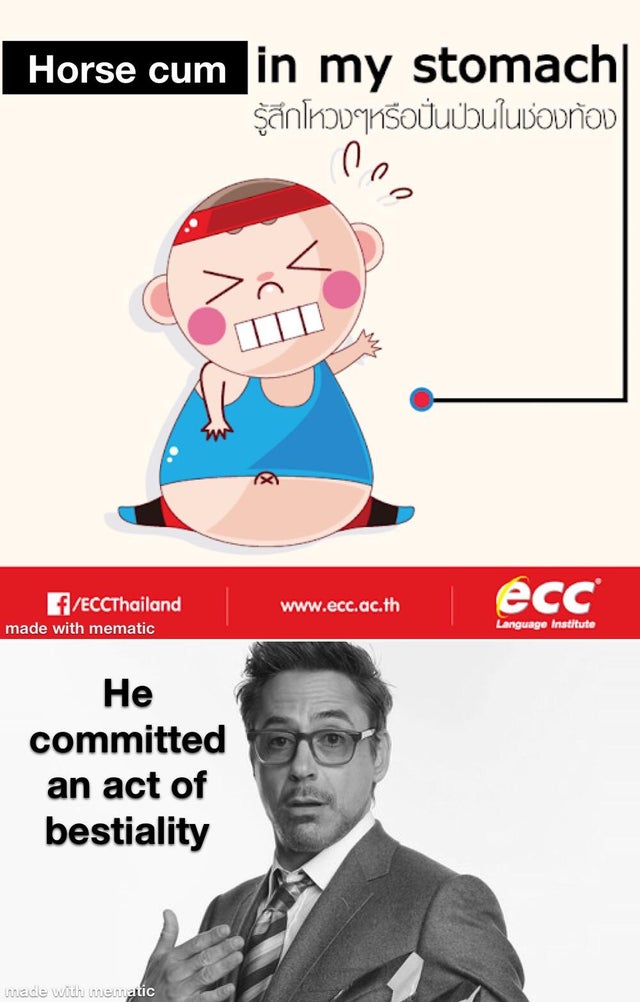 Horse cum in my stomach
รู้สึกโหวงๆหรือปั่นป่วนในช่องท้อง
f/ECCThailand
www.ecc.ac.th
ecc®
Language Institute
made with mematic
He
committed
an act of
bestiality
made with mematic